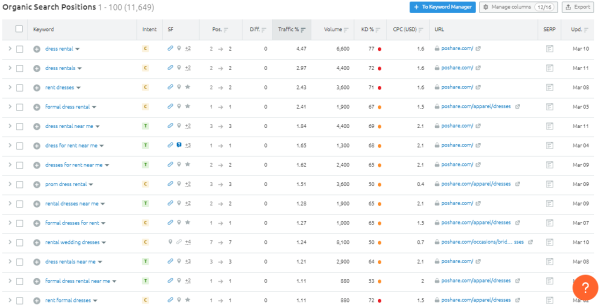 Organic Search Positions 1 - 100 (11,649)
+ To Keyword Manager Manage columns 12/16 Export
Keyword Intent SF Pos. Diff. Traffic % Volume KD % CPC (USD) URL SERP Upd.
dress rental C +2 2 → 2 0 4.47 6,600 77 1.6 poshare.com/ Mar 10
dress rentals C +2 2 → 2 0 2.97 4,400 72 1.6 poshare.com/ Mar 11
rent dresses C 2 → 2 0 2.43 3,600 71 1.6 poshare.com/ Mar 08
formal dress rental C 1 → 1 0 2.41 1,900 67 1.5 poshare.com/apparel/dresses Mar 05
dress rental near me T +2 3 → 3 0 1.84 4,400 69 2.1 poshare.com/ Mar 11
dress for rent near me T +2 1 → 1 0 1.65 1,300 68 2.1 poshare.com/ Mar 04
dresses for rent near me T 2 → 2 0 1.62 2,400 65 2.1 poshare.com/ Mar 09
prom dress rental C +2 3 → 3 0 1.51 3,600 50 0.4 poshare.com/apparel/dresses Mar 09
rental dresses near me T +2 2 → 2 0 1.28 1,900 65 2.1 poshare.com/ Mar 09
formal dresses for rent C 1 → 1 0 1.27 1,000 65 1.5 poshare.com/apparel/dresses Mar 07
rental wedding dresses C +2 7 → 7 0 1.24 8,100 50 0.7 poshare.com/occasions/brid... sses Mar 10
dress rentals near me T +2 3 → 3 0 1.21 2,900 64 2.1 poshare.com/ Mar 08
formal dress rental near me T +2 1 → 1 0 1.11 880 53 2 poshare.com/apparel/dresses Mar
rent formal dresses C 1 → 1 0 1.11 880 72 1.5 poshare.com/apparel/dresses Mar 08
?